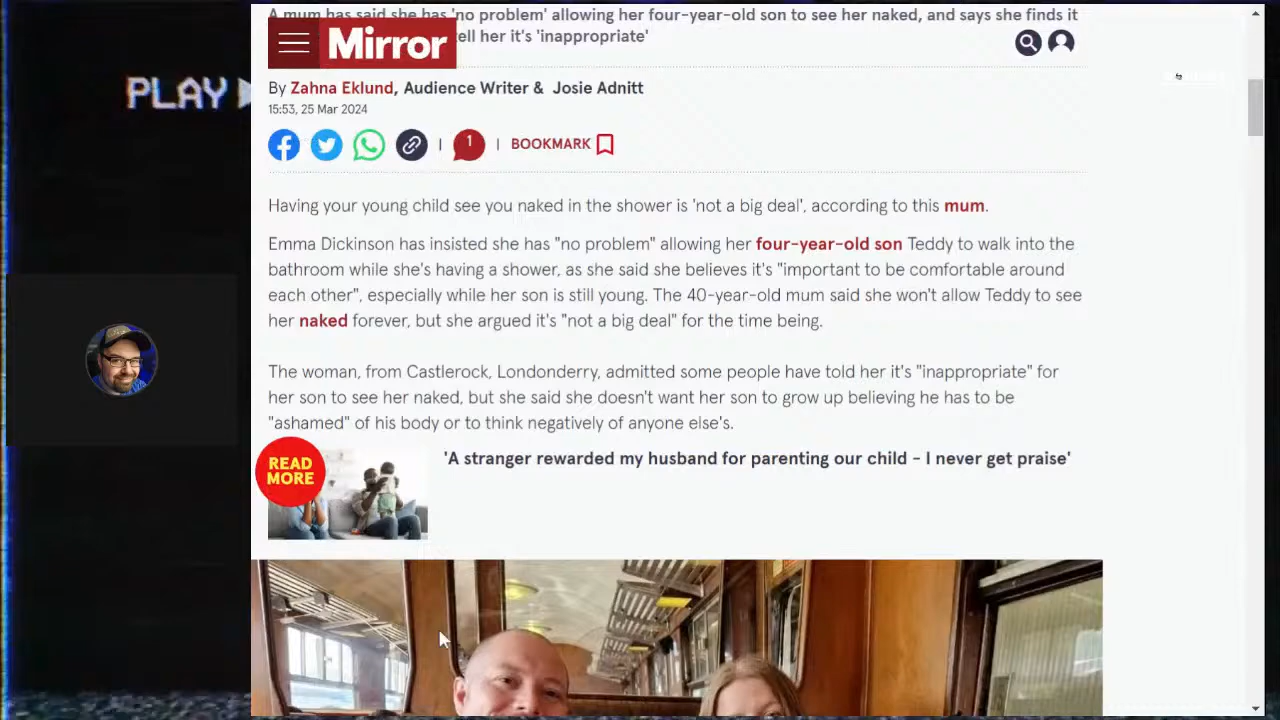 A mum has said she has 'no problem' allowing her four-year-old son to see her naked, and says she finds it
tell her it's 'inappropriate'
Mirror
PLAY
By Zahna Eklund, Audience Writer & Josie Adnitt
15:53, 25 Mar 2024
1
BOOKMARK
Having your young child see you naked in the shower is 'not a big deal', according to this mum.
Emma Dickinson has insisted she has "no problem" allowing her four-year-old son Teddy to walk into the
bathroom while she's having a shower, as she said she believes it's "important to be comfortable around
each other", especially while her son is still young. The 40-year-old mum said she won't allow Teddy to see
her naked forever, but she argued it's "not a big deal" for the time being.
The woman, from Castlerock, Londonderry, admitted some people have told her it's "inappropriate" for
her son to see her naked, but she said she doesn't want her son to grow up believing he has to be
"ashamed" of his body or to think negatively of anyone else's.
READ
MORE
'A stranger rewarded my husband for parenting our child - I never get praise'